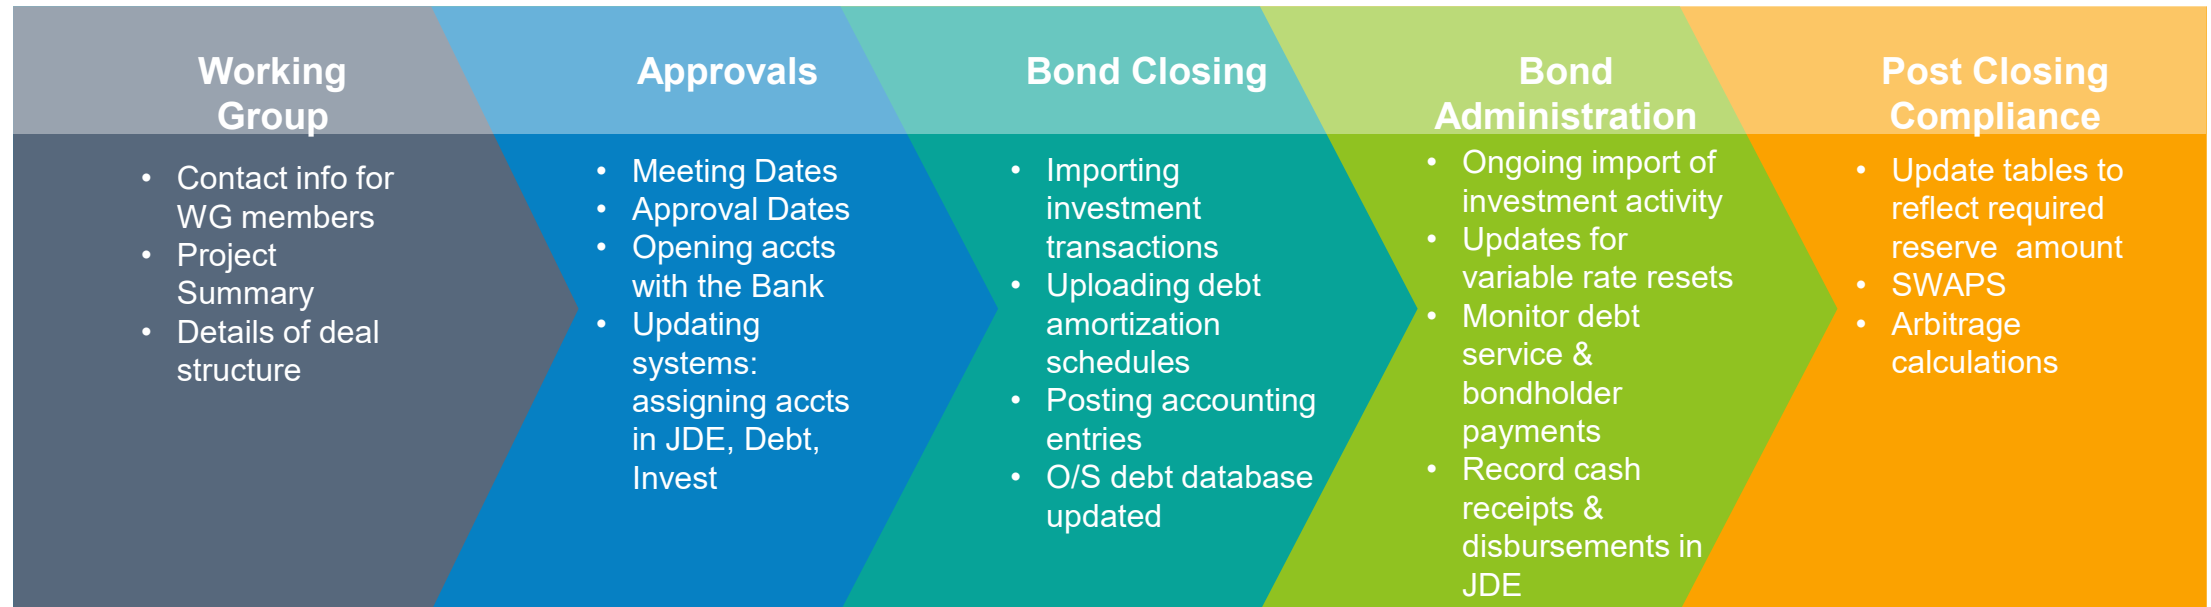 Working
Group
• Contact info for
WG members
• Project
Summary
• Details of deal
structure
Approvals
• Meeting Dates
• Approval Dates
• Opening accts
with the Bank
• Updating
systems:
assigning accts
in JDE, Debt,
Invest
Bond Closing
• Importing
investment
transactions
• Uploading debt
amortization
schedules
• Posting accounting
entries
• O/S debt database
updated
Bond
Administration
• Ongoing import of
investment activity
• Updates for
variable rate resets
• Monitor debt
service &
bondholder
payments
• Record cash
receipts &
disbursements in
JDE
Post Closing
Compliance
• Update tables to
reflect required
reserve  amount
• SWAPS
• Arbitrage
calculations